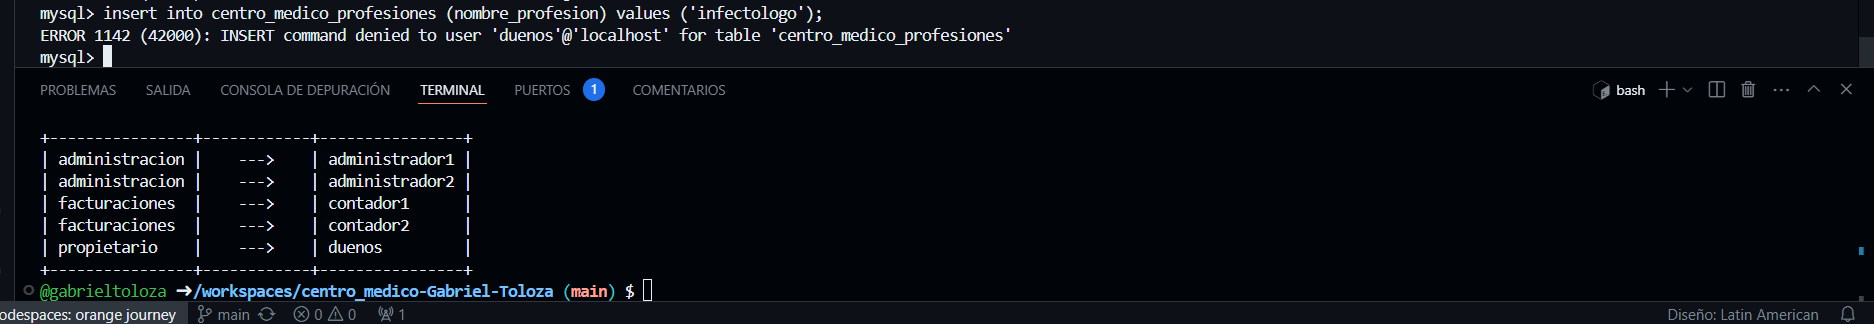 mysql> insert into centro_medico_profesiones (nombre_profesion) values ('infectologo');
ERROR 1142 (42000): INSERT command denied to user 'duenos'@'localhost' for table 'centro_medico_profesiones'
mysql>
PROBLEMAS SALIDA CONSOLA DE DEPURACIÓN TERMINAL PUERTOS 1 COMENTARIOS bash
+----------------+------------+----------------+
| administracion |    --->    | administrador1 |
| administracion |    --->    | administrador2 |
| facturaciones  |    --->    | contador1      |
| facturaciones  |    --->    | contador2      |
| propietario    |    --->    | duenos         |
+----------------+------------+----------------+
@gabrieltoloza ➜/workspaces/centro_medico-Gabriel-Toloza (main) $
odespaces: orange journey main 0 0 1 Diseño: Latin American